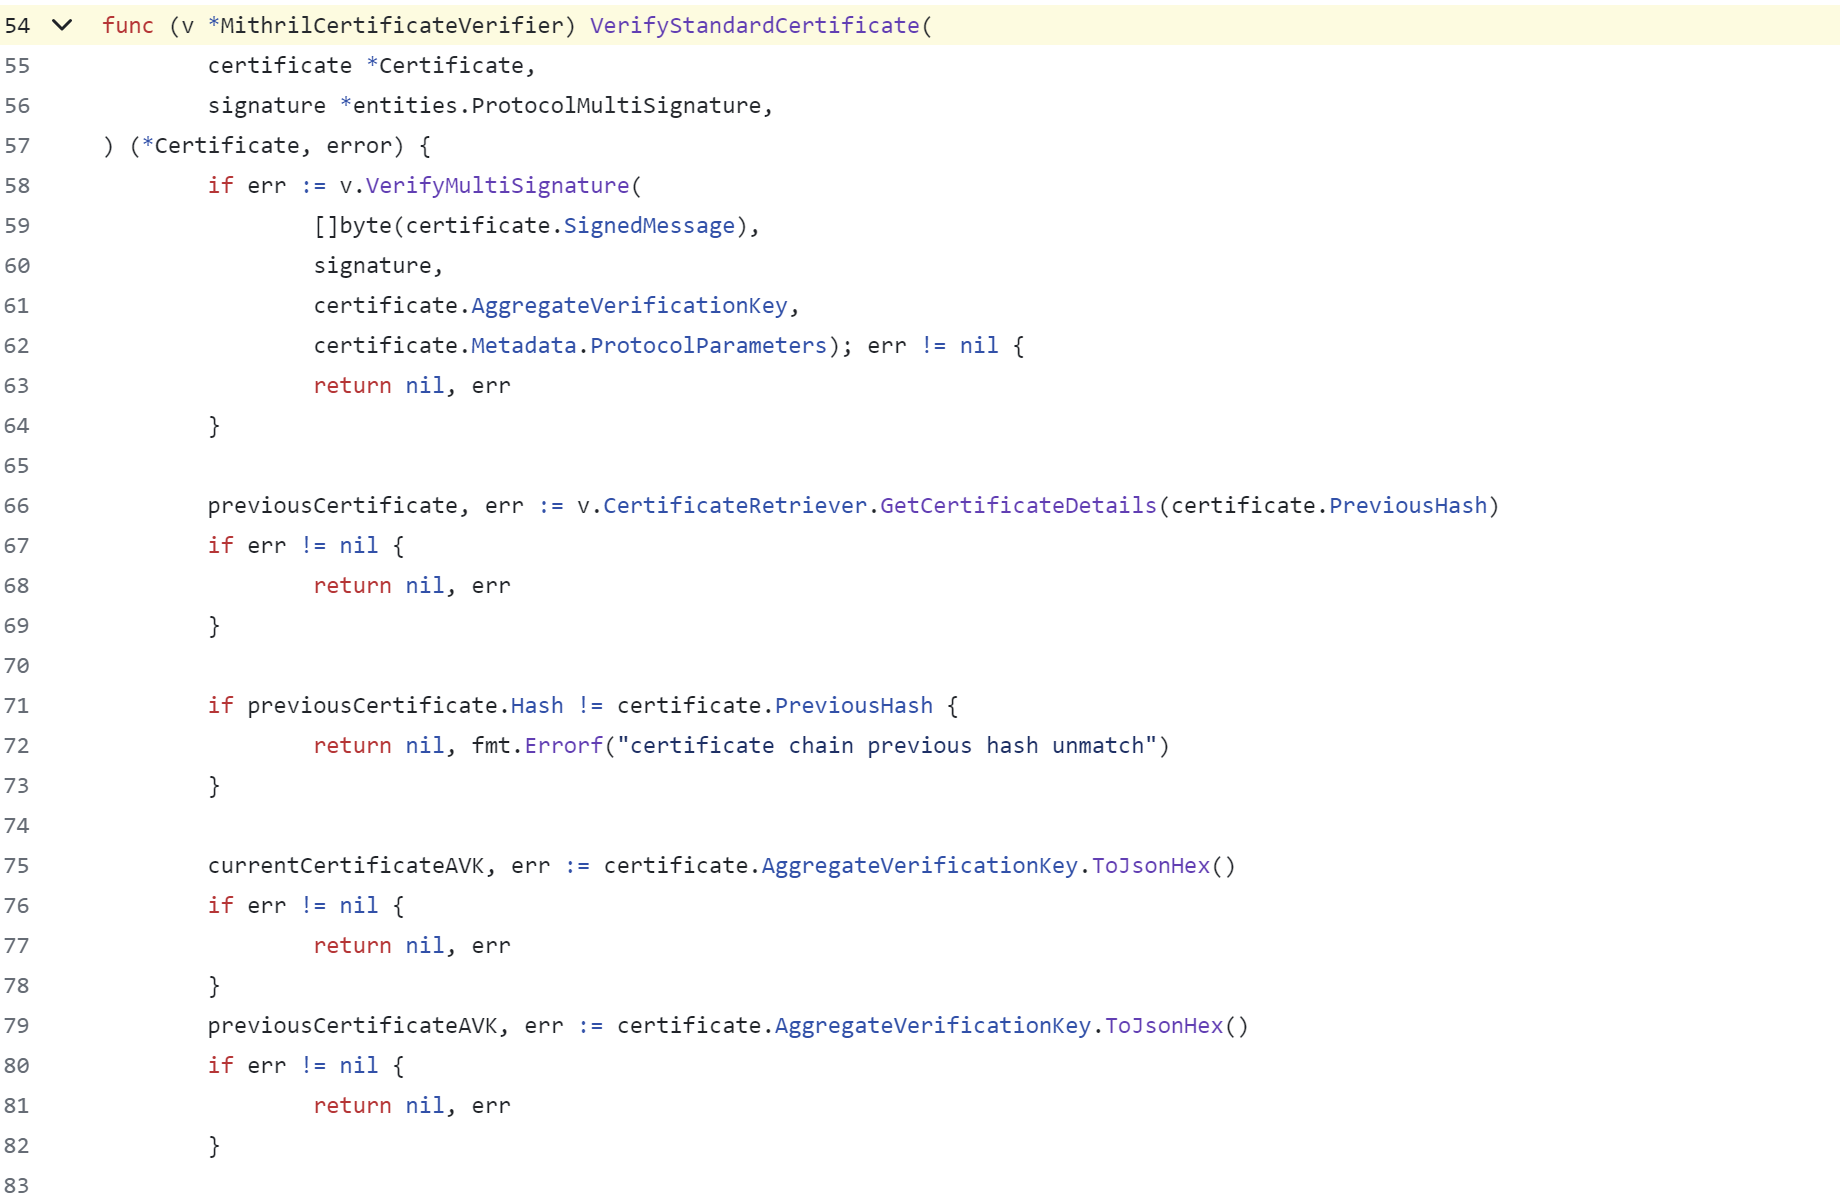 54 func (v *MithrilCertificateVerifier) VerifyStandardCertificate(
55 certificate *Certificate,
56 signature *entities.ProtocolMultiSignature,
57 ) (*Certificate, error) {
58 if err := v.VerifyMultiSignature(
59 []byte(certificate.SignedMessage),
60 signature,
61 certificate.AggregateVerificationKey,
62 certificate.Metadata.ProtocolParameters); err != nil {
63 return nil, err
64 }
65
66 previousCertificate, err := v.CertificateRetriever.GetCertificateDetails(certificate.PreviousHash)
67 if err != nil {
68 return nil, err
69 }
70
71 if previousCertificate.Hash != certificate.PreviousHash {
72 return nil, fmt.Errorf("certificate chain previous hash unmatch")
73 }
74
75 currentCertificateAVK, err := certificate.AggregateVerificationKey.ToJsonHex()
76 if err != nil {
77 return nil, err
78 }
79 previousCertificateAVK, err := certificate.AggregateVerificationKey.ToJsonHex()
80 if err != nil {
81 return nil, err
82 }
83